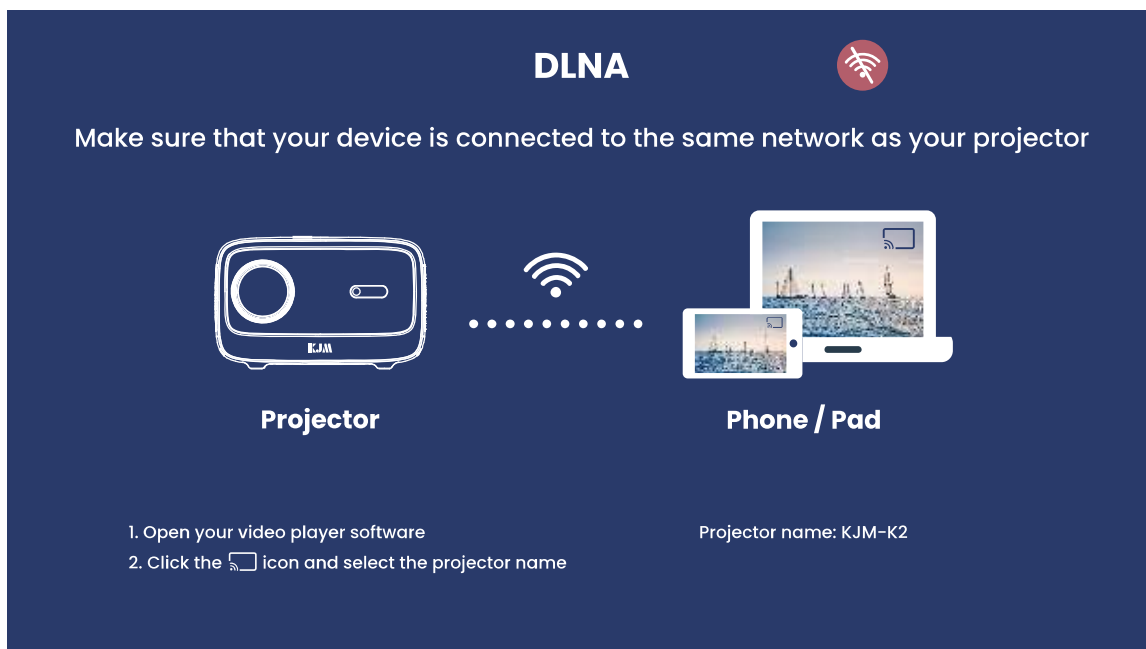 DLNA
Make sure that your device is connected to the same network as your projector
KJM
Projector
Phone / Pad
1. Open your video player software
2. Click the icon and select the projector name
Projector name: KJM-K2